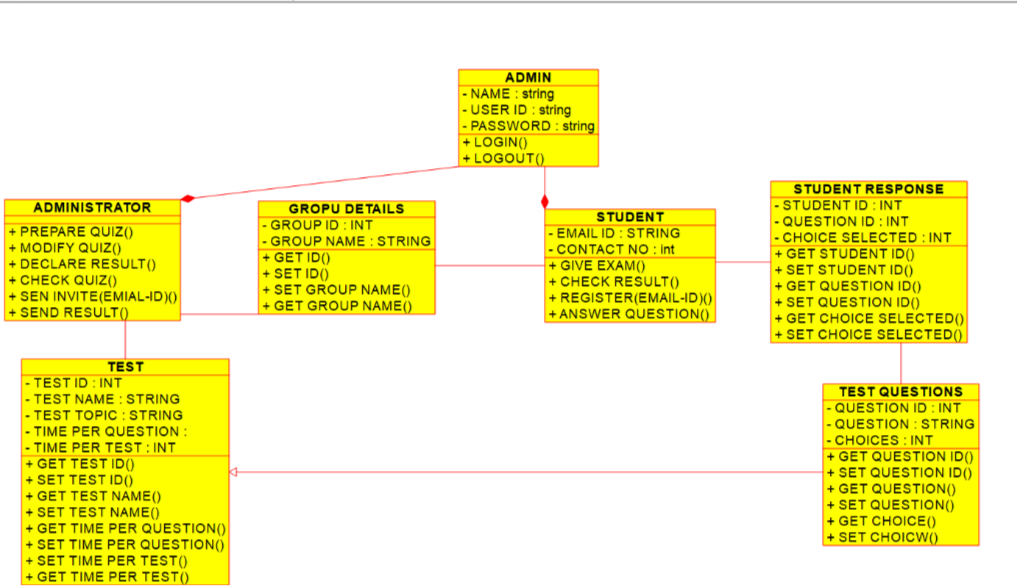 ADMIN
- NAME : string
- USER ID : string
- PASSWORD : string
+ LOGIN()
+ LOGOUT()
ADMINISTRATOR
+ PREPARE QUIZ()
+ MODIFY QUIZ()
+ DECLARE RESULT()
+ CHECK QUIZ()
+ SEN INVITE(EMIAL-ID)()
+ SEND RESULT()
GROPU DETAILS
- GROUP ID : INT
- GROUP NAME : STRING
+ GET ID()
+ SET ID()
+ SET GROUP NAME()
+ GET GROUP NAME()
STUDENT
- EMAIL ID : STRING
- CONTACT NO : int
+ GIVE EXAM()
+ CHECK RESULT()
+ REGISTER(EMAIL-ID)()
+ ANSWER QUESTION()
STUDENT RESPONSE
- STUDENT ID : INT
- QUESTION ID : INT
- CHOICE SELECTED : INT
+ GET STUDENT ID()
+ SET STUDENT ID()
+ GET QUESTION ID()
+ SET QUESTION ID()
+ GET CHOICE SELECTED()
+ SET CHOICE SELECTED()
TEST
- TEST ID : INT
- TEST NAME : STRING
- TEST TOPIC : STRING
- TIME PER QUESTION :
- TIME PER TEST : INT
+ GET TEST ID()
+ SET TEST ID()
+ GET TEST NAME()
+ SET TEST NAME()
+ GET TIME PER QUESTION()
+ SET TIME PER QUESTION()
+ SET TIME PER TEST()
+ GET TIME PER TEST()
TEST QUESTIONS
- QUESTION ID : INT
- QUESTION : STRING
- CHOICES : INT
+ GET QUESTION ID()
+ SET QUESTION ID()
+ GET QUESTION()
+ SET QUESTION()
+ GET CHOICE()
+ SET CHOICW()